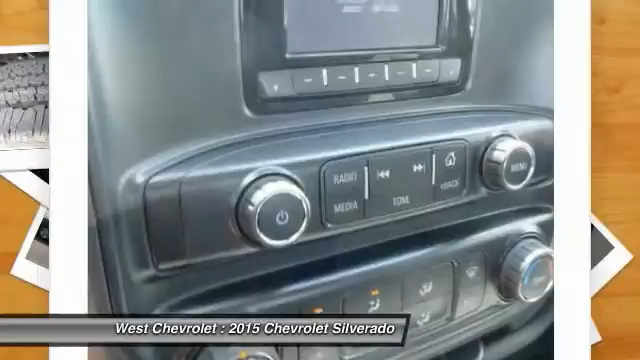 RADIO
MENU
MEDIA
TONE
BACK
West Chevrolet : 2015 Chevrolet Silverado